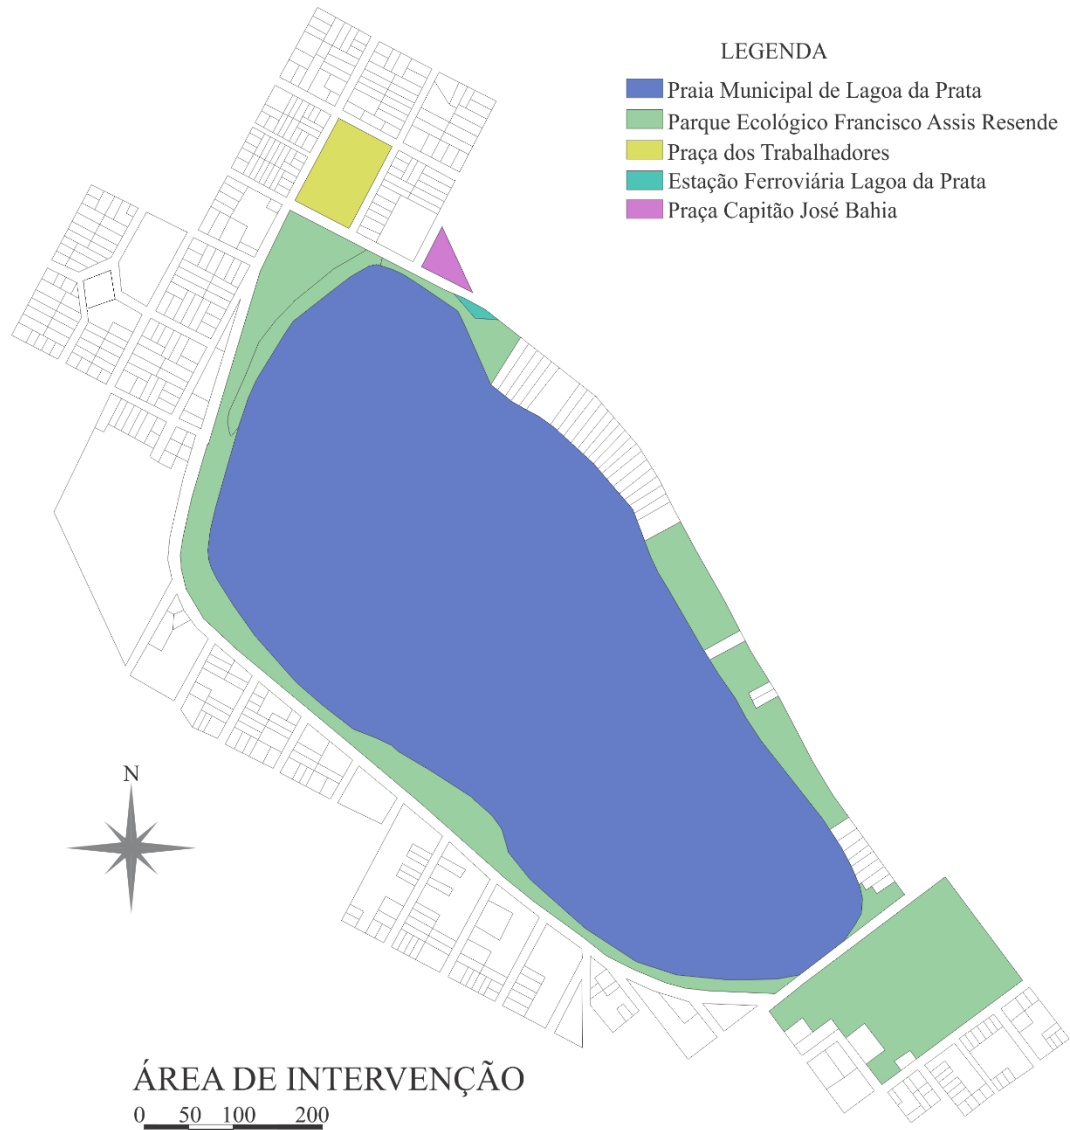 LEGENDA
Praia Municipal de Lagoa da Prata
Parque Ecológico Francisco Assis Resende
Praça dos Trabalhadores
Estação Ferroviária Lagoa da Prata
Praça Capitão José Bahia
N
ÁREA DE INTERVENÇÃO
0 50 100 200